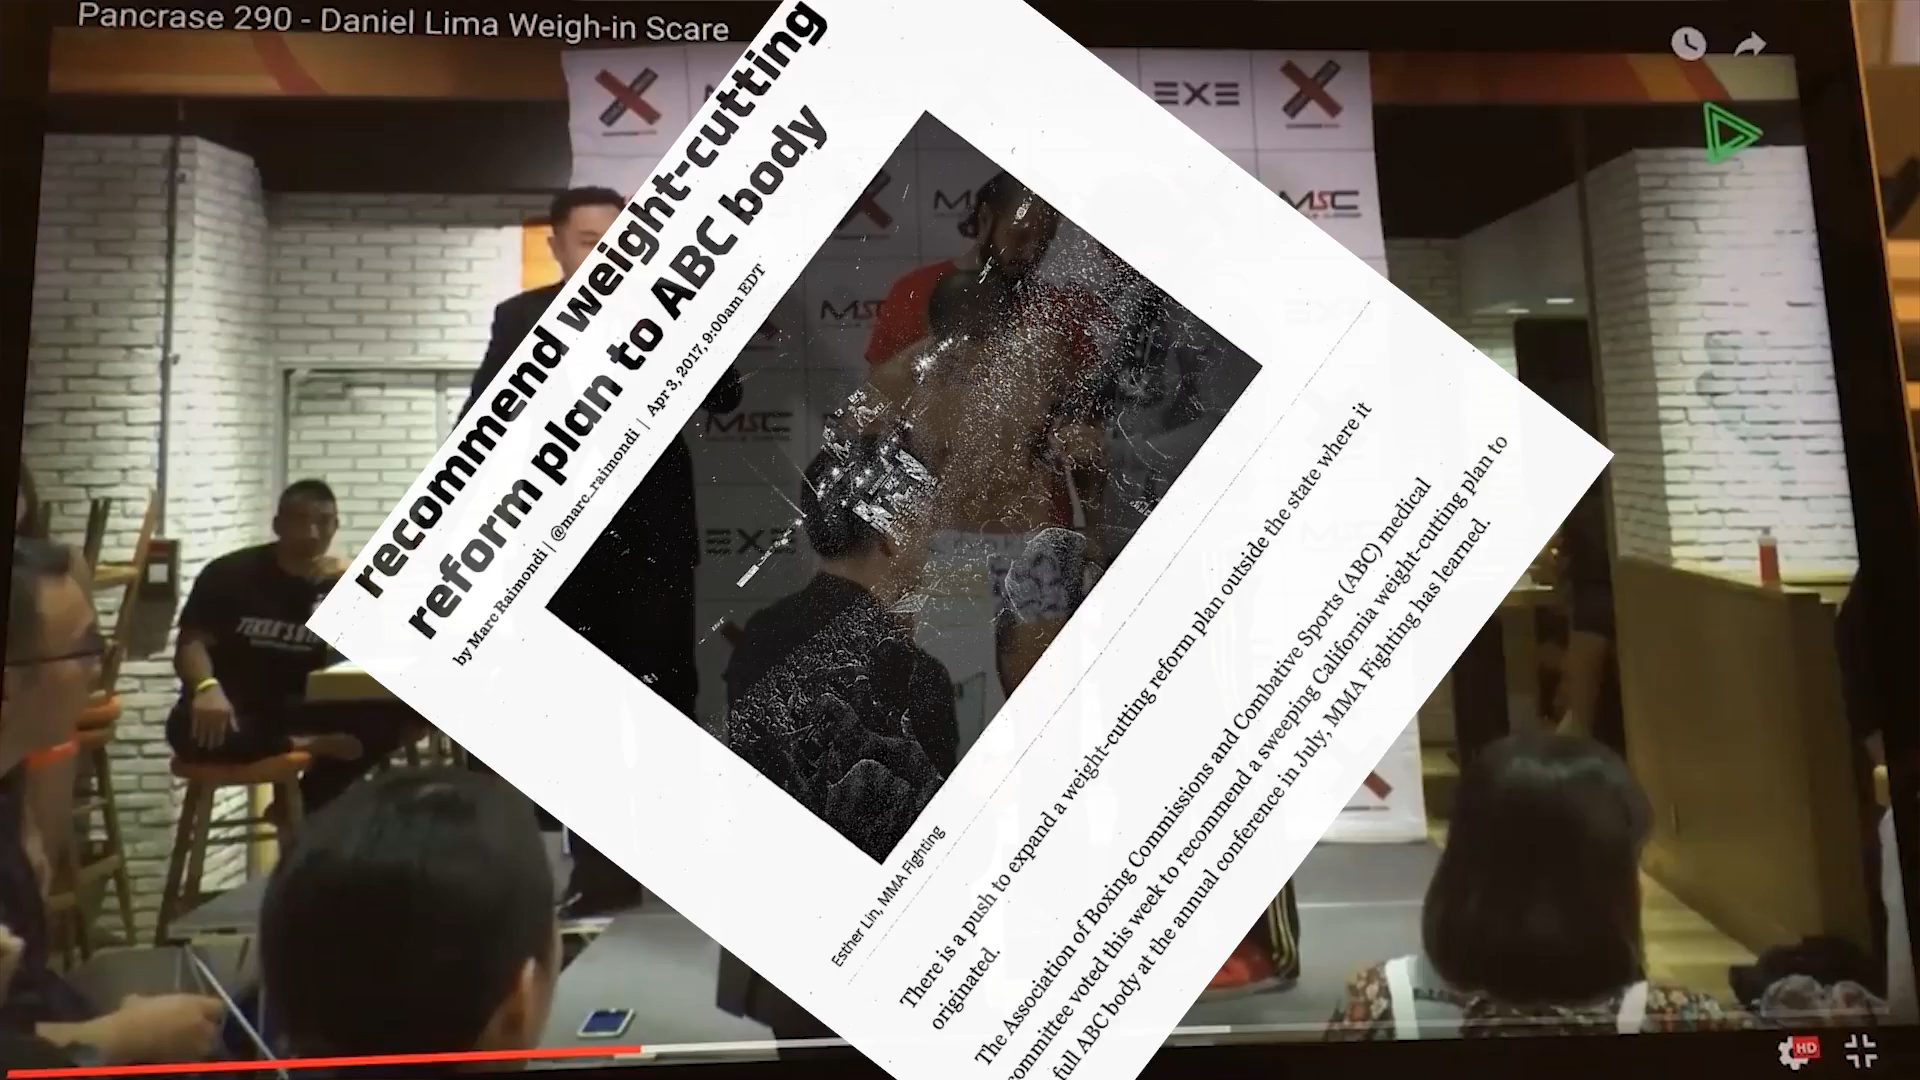 Pancrase 290 - Daniel Lima Weigh-in Scare
EXE
MSC
MSC
MSC
EXE
recommend weight-cutting
reform plan to ABC body
by Marc Raimondi | @marc_raimondi | Apr 3, 2017, 9:00am EDT
Esther Lin, MMA Fighting
There is a push to expand a weight-cutting reform plan outside the state where it
originated.
The Association of Boxing Commissions and Combative Sports (ABC) medical
committee voted this week to recommend a sweeping California weight-cutting plan to
full ABC body at the annual conference in July, MMA Fighting has learned.
HD